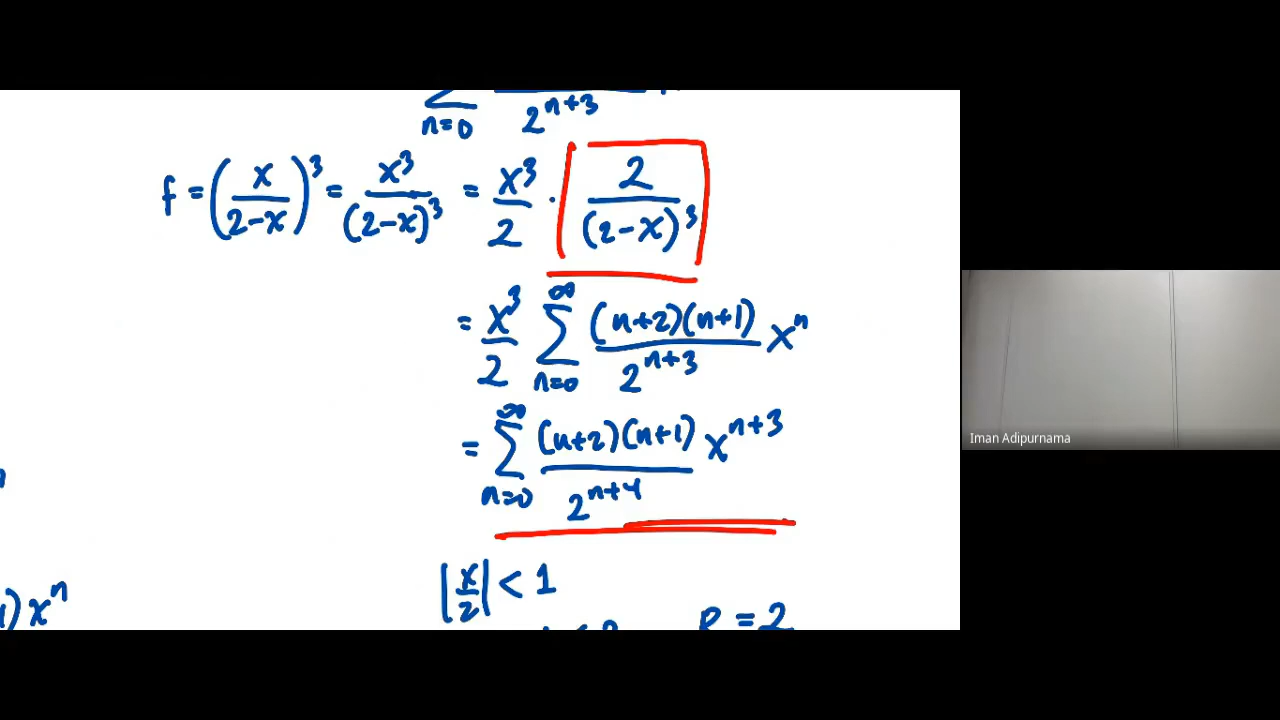 ∑ n=0 2^{n+3}
f = (x/(2-x))^3 = x^3/(2-x)^3 = x^3/2 · 2/(2-x)^3
= x^3/2 ∑_{n=0}^{∞} (n+2)(n+1)/2^{n+3} x^n
= ∑_{n=0}^{∞} (n+2)(n+1)/2^{n+4} x^{n+3}
Iman Adipurnama
|x/2| < 1
) x^n
R = 2